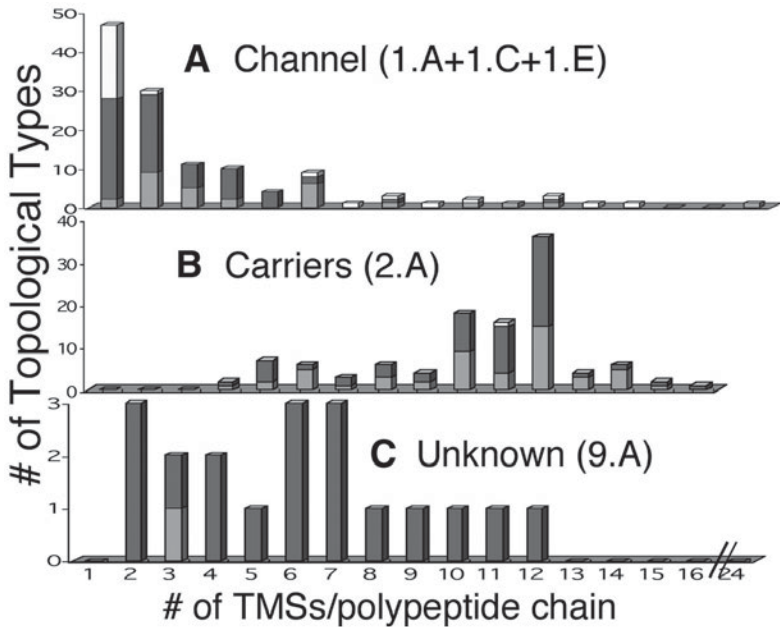 # of Topological Types
50
40
30
20
10
0
A Channel (1.A+1.C+1.E)
40
30
20
10
0
B Carriers (2.A)
3
2
1
0
C Unknown (9.A)
1 2 3 4 5 6 7 8 9 10 11 12 13 14 15 16 24
# of TMSs/polypeptide chain